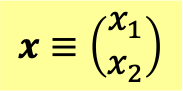 𝒙 ≡ (x₁
x₂)